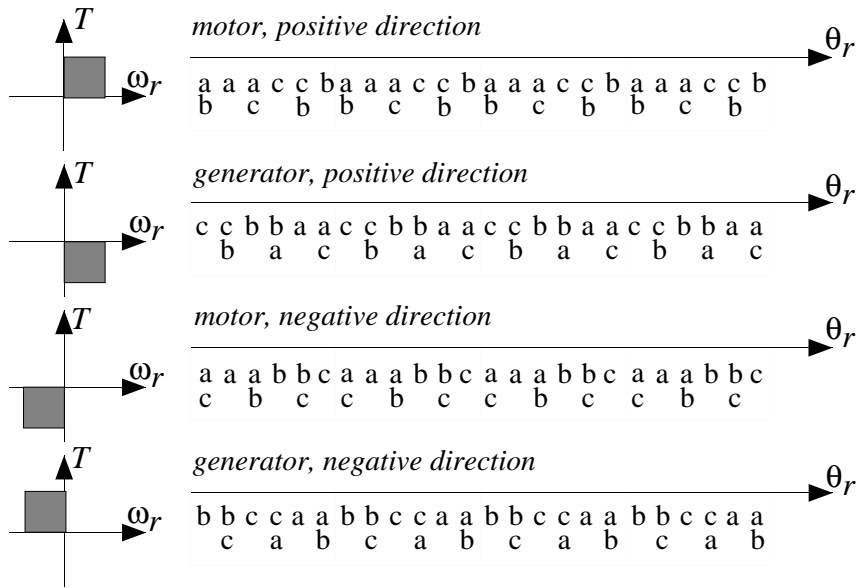 T
motor, positive direction
θr
ωr
a a a c c b a a a c c b a a a c c b a a a c c b
b c b b c b b c b b c b
T
generator, positive direction
θr
ωr
c c b b a a c c b b a a c c b b a a c c b b a a
b a c b a c b a c b a c
T
motor, negative direction
θr
ωr
a a a b b c a a a b b c a a a b b c a a a b b c
c b c c b c c b c c b c
T
generator, negative direction
θr
ωr
b b c c a a b b c c a a b b c c a a b b c c a a
c a b c a b c a b c a b